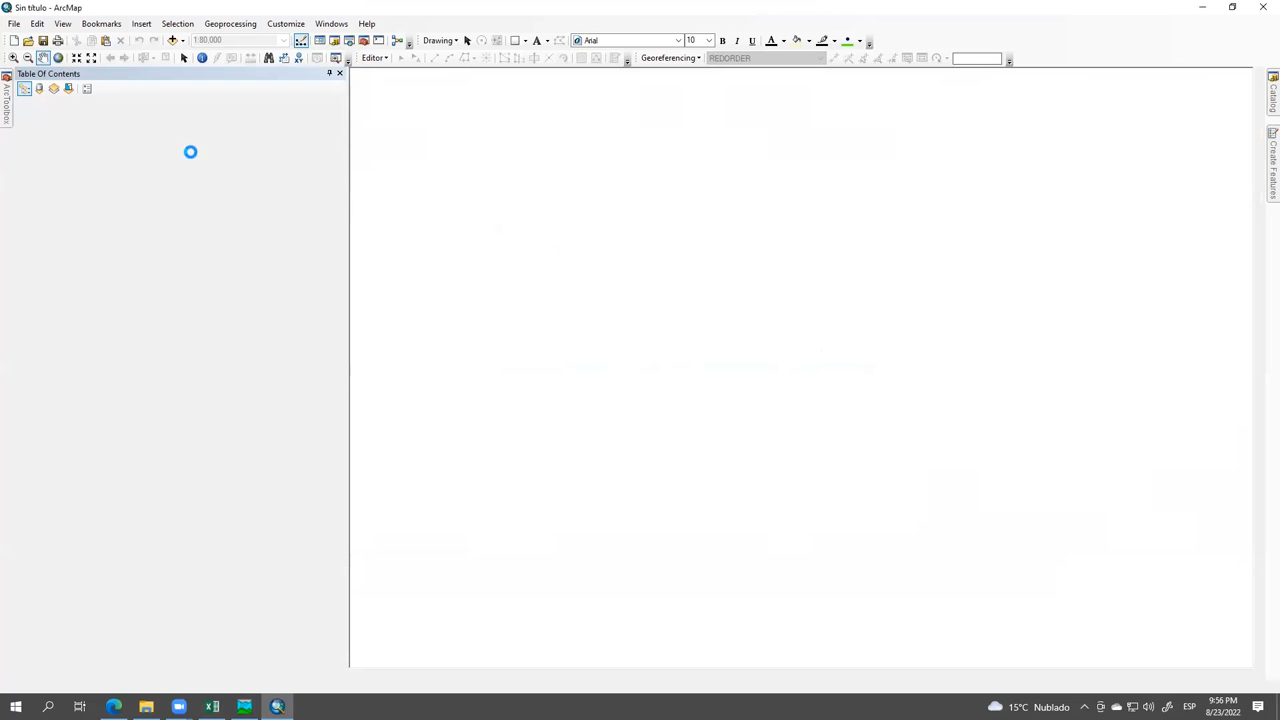 Sin título - ArcMap
File Edit View Bookmarks Insert Selection Geoprocessing Customize Windows Help
1:80.000 Drawing A Arial 10 B I U A
Editor Georeferencing REDORDER
Table Of Contents
ArcToolbox
Catalog
Create Features
15°C Nublado ESP 9:56 PM
8/23/2022